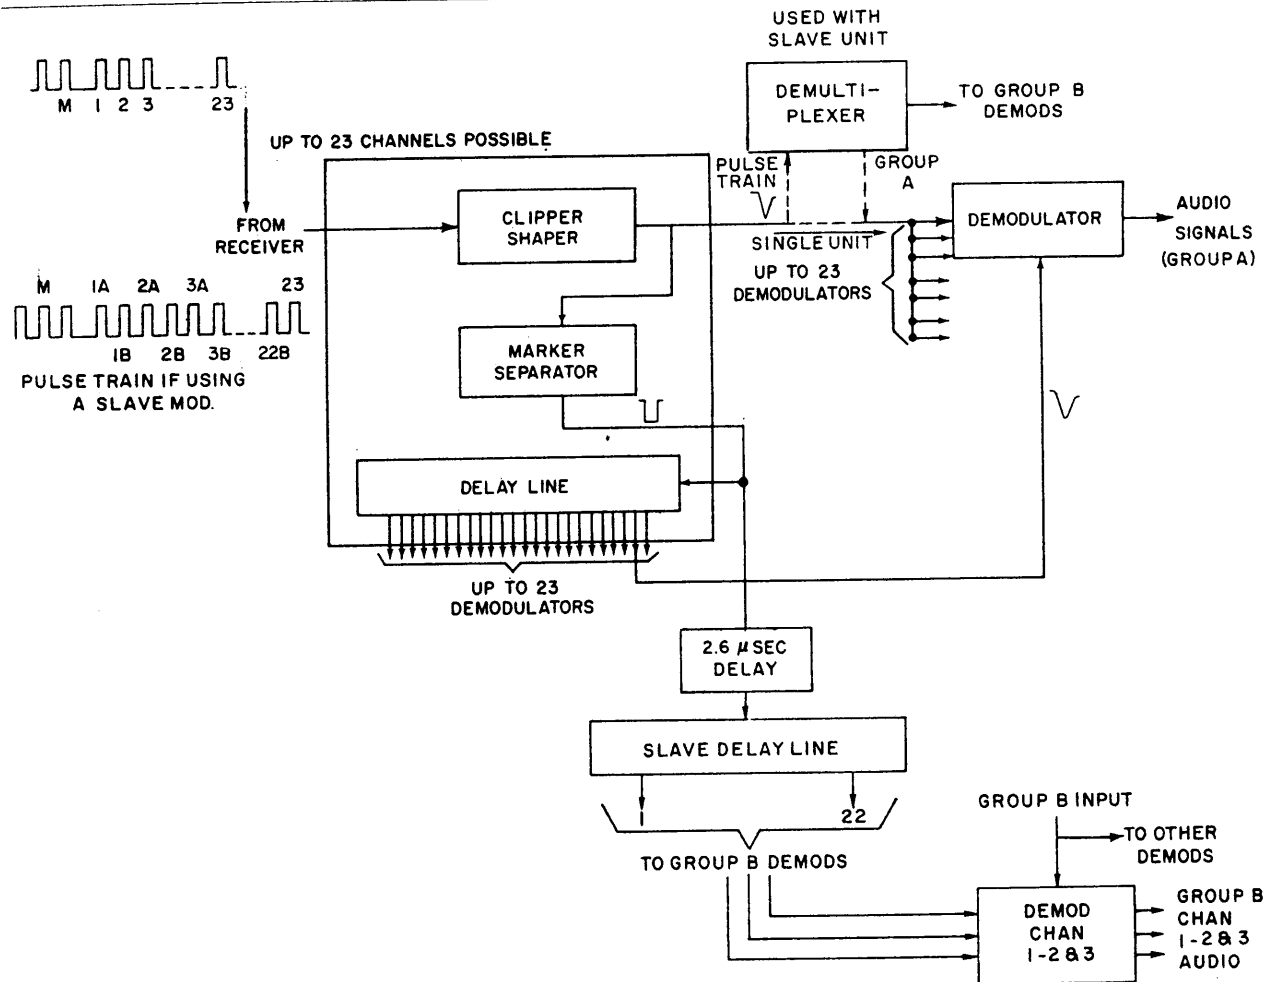 USED WITH
SLAVE UNIT
M 1 2 3 23
DEMULTI-
PLEXER
TO GROUP B
DEMODS
UP TO 23 CHANNELS POSSIBLE
PULSE
TRAIN
GROUP
A
FROM
RECEIVER
CLIPPER
SHAPER
SINGLE UNIT
DEMODULATOR
AUDIO
SIGNALS
(GROUP A)
UP TO 23
DEMODULATORS
M 1A 2A 3A 23
1B 2B 3B 22B
PULSE TRAIN IF USING
A SLAVE MOD.
MARKER
SEPARATOR
DELAY LINE
UP TO 23
DEMODULATORS
2.6 μSEC
DELAY
SLAVE DELAY LINE
1 22
TO GROUP B DEMODS
GROUP B INPUT
TO OTHER
DEMODS
DEMOD
CHAN
1-2&3
GROUP B
CHAN
1-2&3
AUDIO